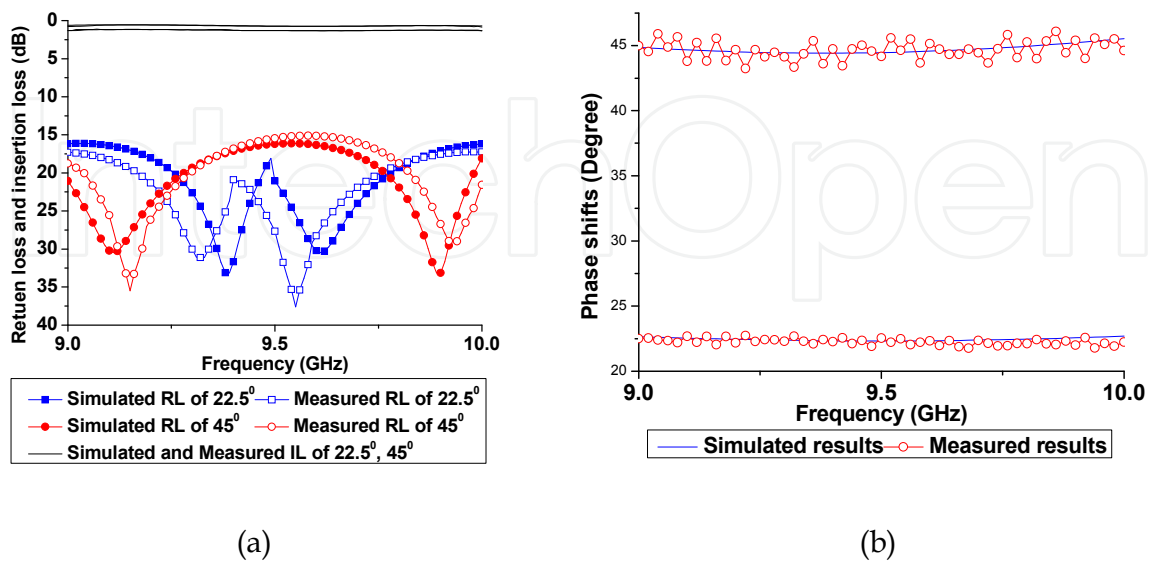 Retuen loss and insertion loss (dB)
0
5
10
15
20
25
30
35
40
9.0 9.5 10.0
Frequency (GHz)
Simulated RL of 22.5⁰ Measured RL of 22.5⁰
Simulated RL of 45⁰ Measured RL of 45⁰
Simulated and Measured IL of 22.5⁰, 45⁰
(a)
Phase shifts (Degree)
45
40
35
30
25
20
9.0 9.5 10.0
Frequency (GHz)
Simulated results Measured results
(b)
IntechOpen